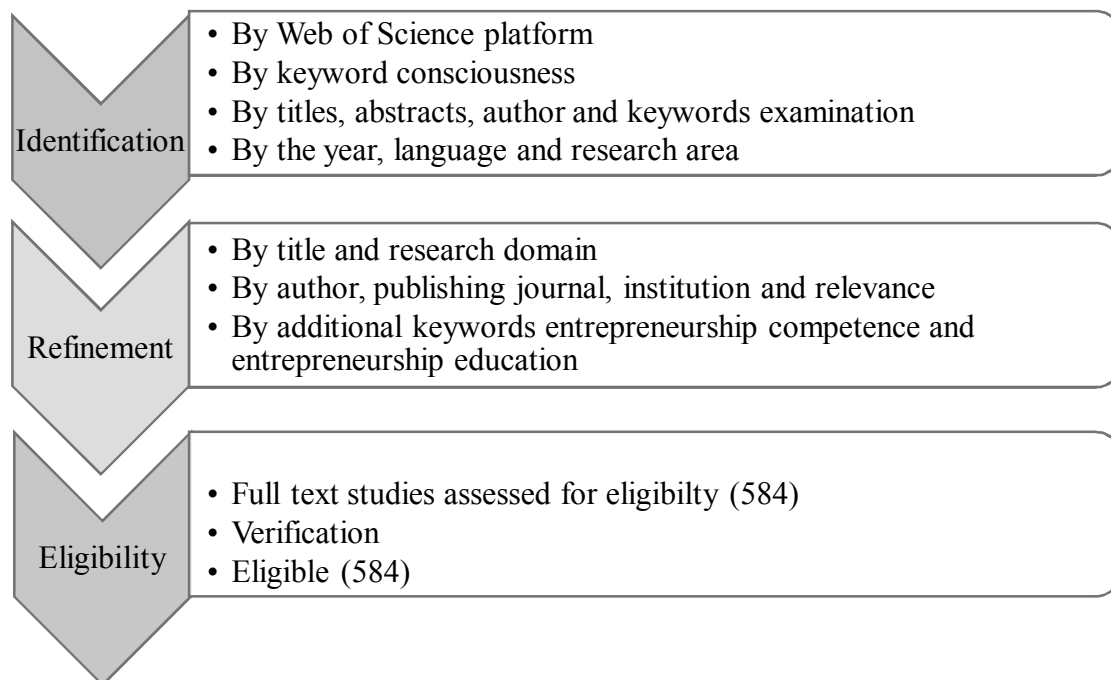 Identification
• By Web of Science platform
• By keyword consciousness
• By titles, abstracts, author and keywords examination
• By the year, language and research area
Refinement
• By title and research domain
• By author, publishing journal, institution and relevance
• By additional keywords entrepreneurship competence and
entrepreneurship education
Eligibility
• Full text studies assessed for eligibilty (584)
• Verification
• Eligible (584)